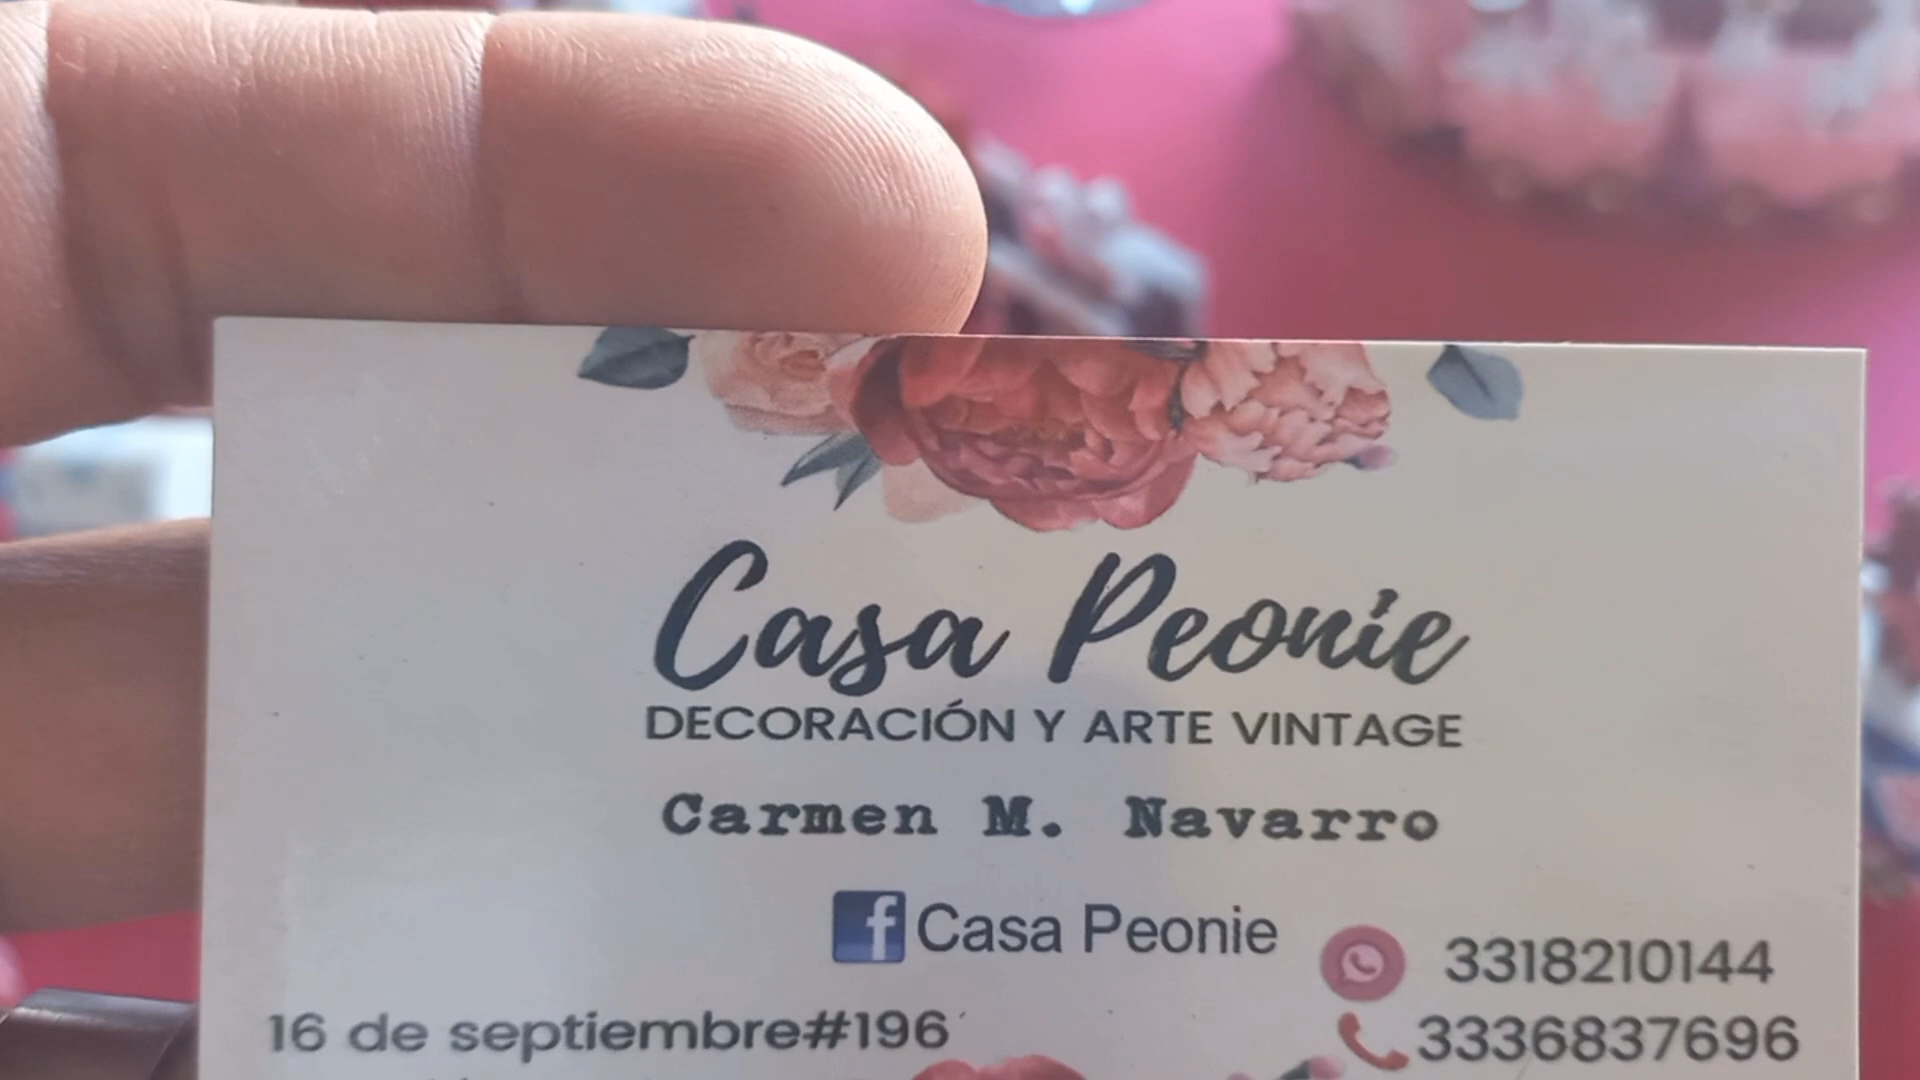 Casa Peonie
DECORACIÓN Y ARTE VINTAGE
Carmen M. Navarro
Casa Peonie
3318210144
16 de septiembre#196
3336837696